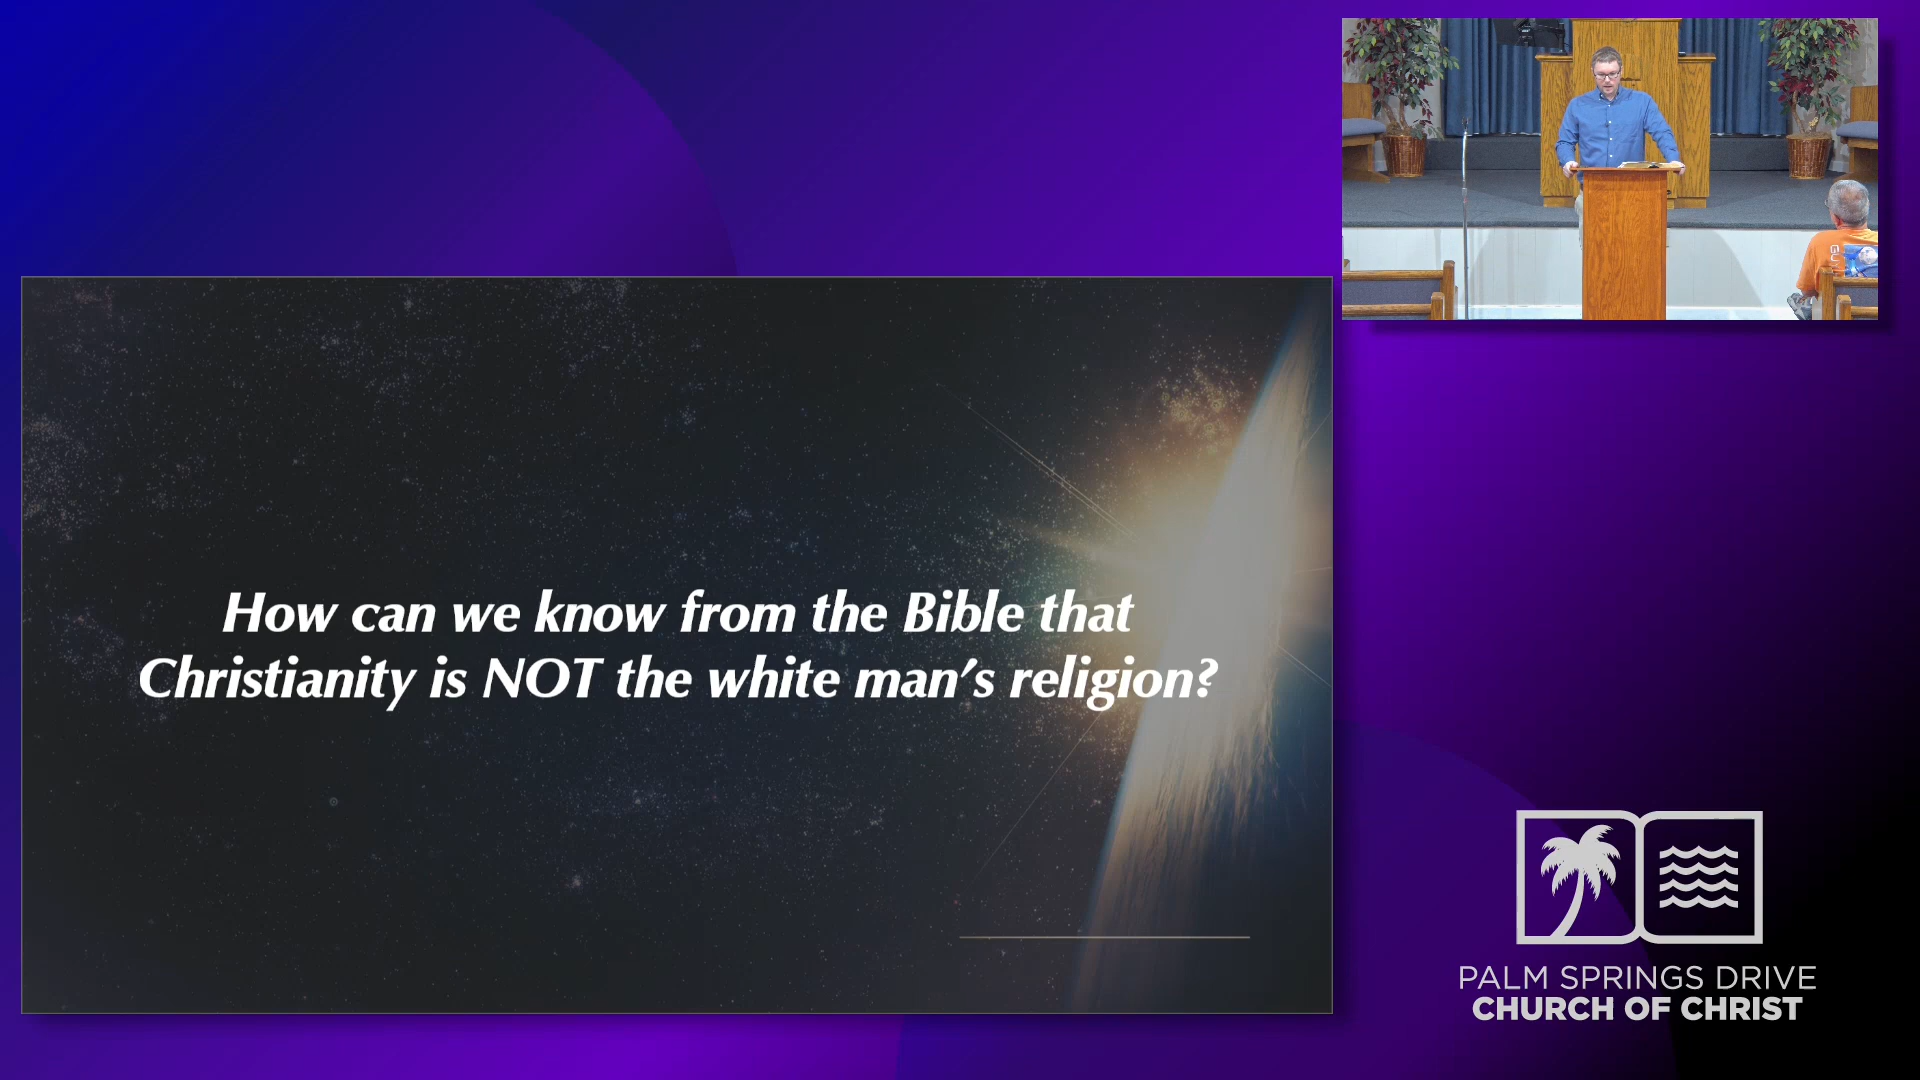 How can we know from the Bible that
Christianity is NOT the white man's religion?
PALM SPRINGS DRIVE
CHURCH OF CHRIST